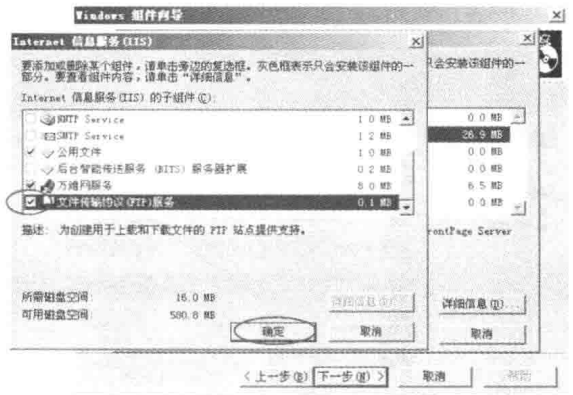 Windows 组件向导
Internet 信息服务(IIS)
要添加或删除某个组件，请单击旁边的复选框。灰色框表示只会安装该组件的一
部分。要查看组件内容，请单击“详细信息”。
Internet 信息服务(IIS) 的子组件(C):
NNTP Service 1.0 MB
SMTP Service 1.2 MB
公用文件 1.0 MB
后台智能传送服务 (BITS) 服务器扩展 0.2 MB
万维网服务 8.0 MB
文件传输协议(FTP)服务 0.1 MB
描述: 为创建用于上载和下载文件的 FTP 站点提供支持。
所需磁盘空间: 16.0 MB
可用磁盘空间: 580.8 MB
详细信息(D)...
确定
取消
只会安装该组件的一
0.0 MB
26.9 MB
0.0 MB
0.0 MB
6.5 MB
0.0 MB
rontPage Server
详细信息(D)...
取消
< 上一步(B)
下一步(N) >
取消
帮助